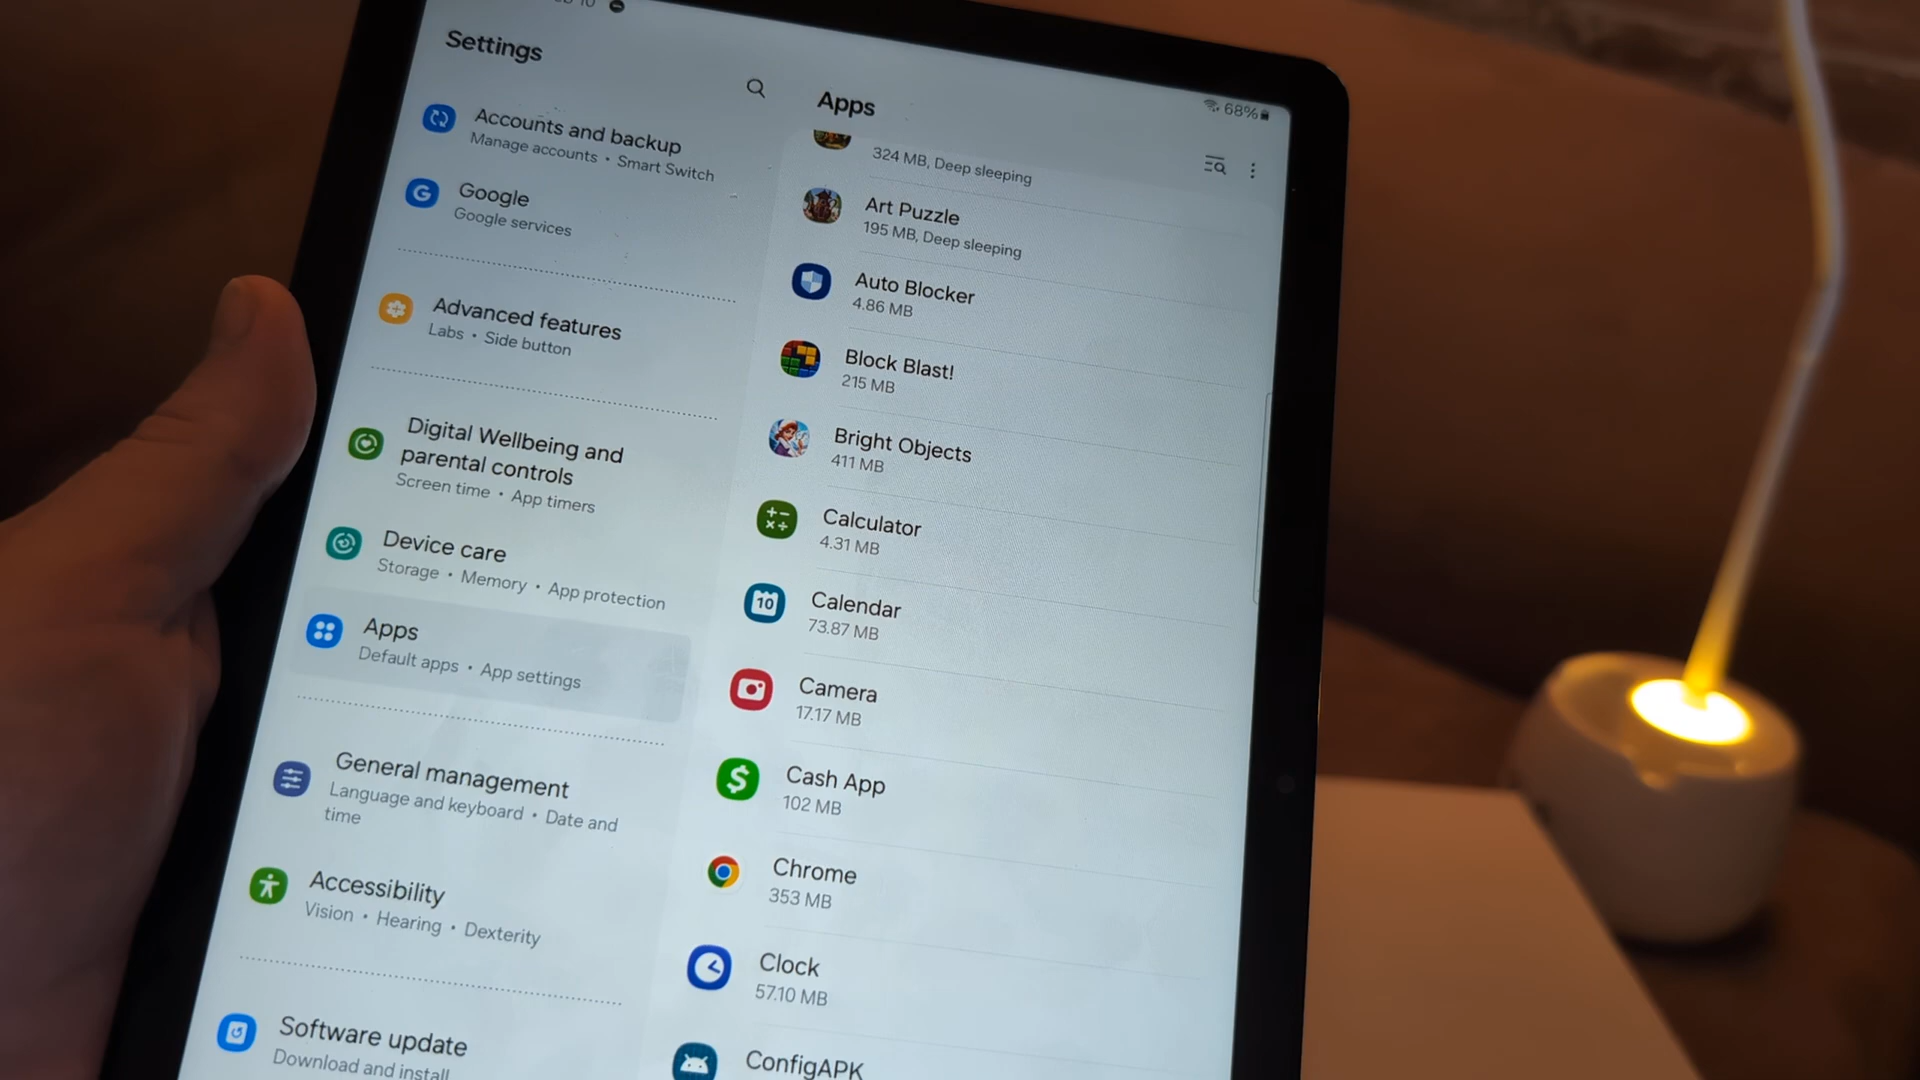 Settings
Accounts and backup
Manage accounts • Smart Switch
Google
Google services
Advanced features
Labs • Side button
Digital Wellbeing and
parental controls
Screen time • App timers
Device care
Storage • Memory • App protection
Apps
Default apps • App settings
General management
Language and keyboard • Date and
time
Accessibility
Vision • Hearing • Dexterity
Software update
Download and install
68%
Apps
324 MB, Deep sleeping
Art Puzzle
195 MB, Deep sleeping
Auto Blocker
4.86 MB
Block Blast!
215 MB
Bright Objects
411 MB
Calculator
4.31 MB
10
Calendar
73.87 MB
Camera
17.17 MB
Cash App
102 MB
Chrome
353 MB
Clock
57.10 MB
ConfigAPK